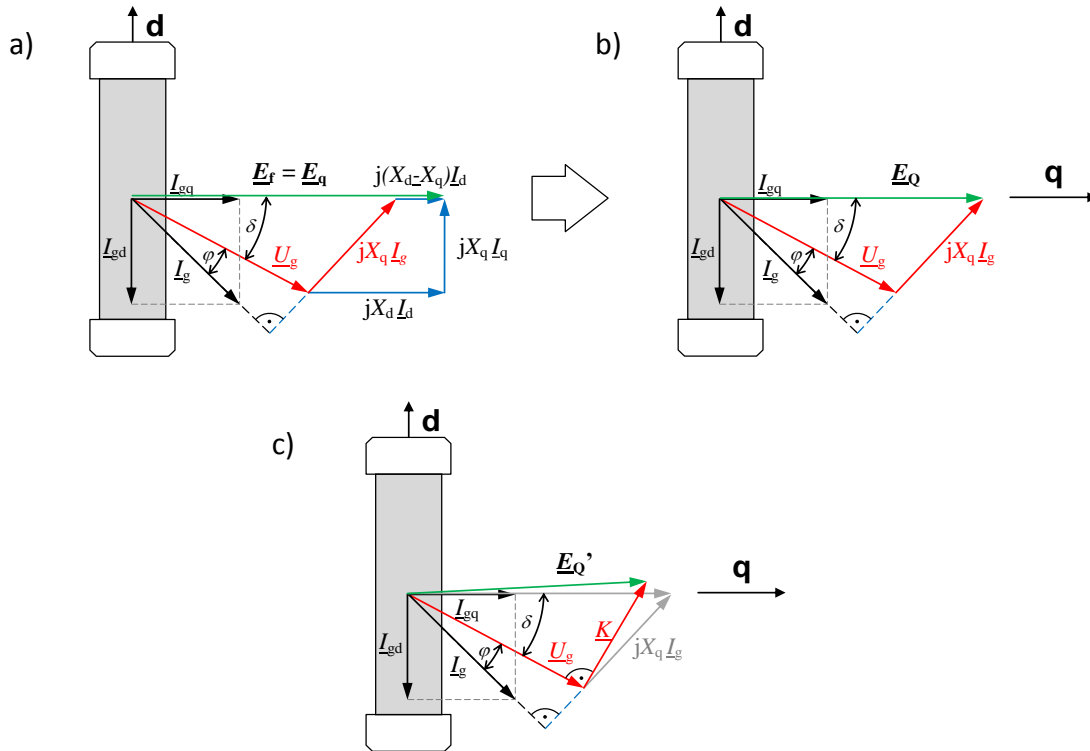 a)
d
I_gq
E_f = E_q
j(X_d-X_q)I_d
δ
I_gd
φ
I_g
U_g
jX_q I_g
jX_q I_q
jX_d I_d
b)
d
I_gq
E_Q
q
δ
I_gd
φ
I_g
U_g
jX_q I_g
c)
d
E_Q’
q
I_gq
δ
K
I_gd
φ
I_g
U_g
jX_q I_g